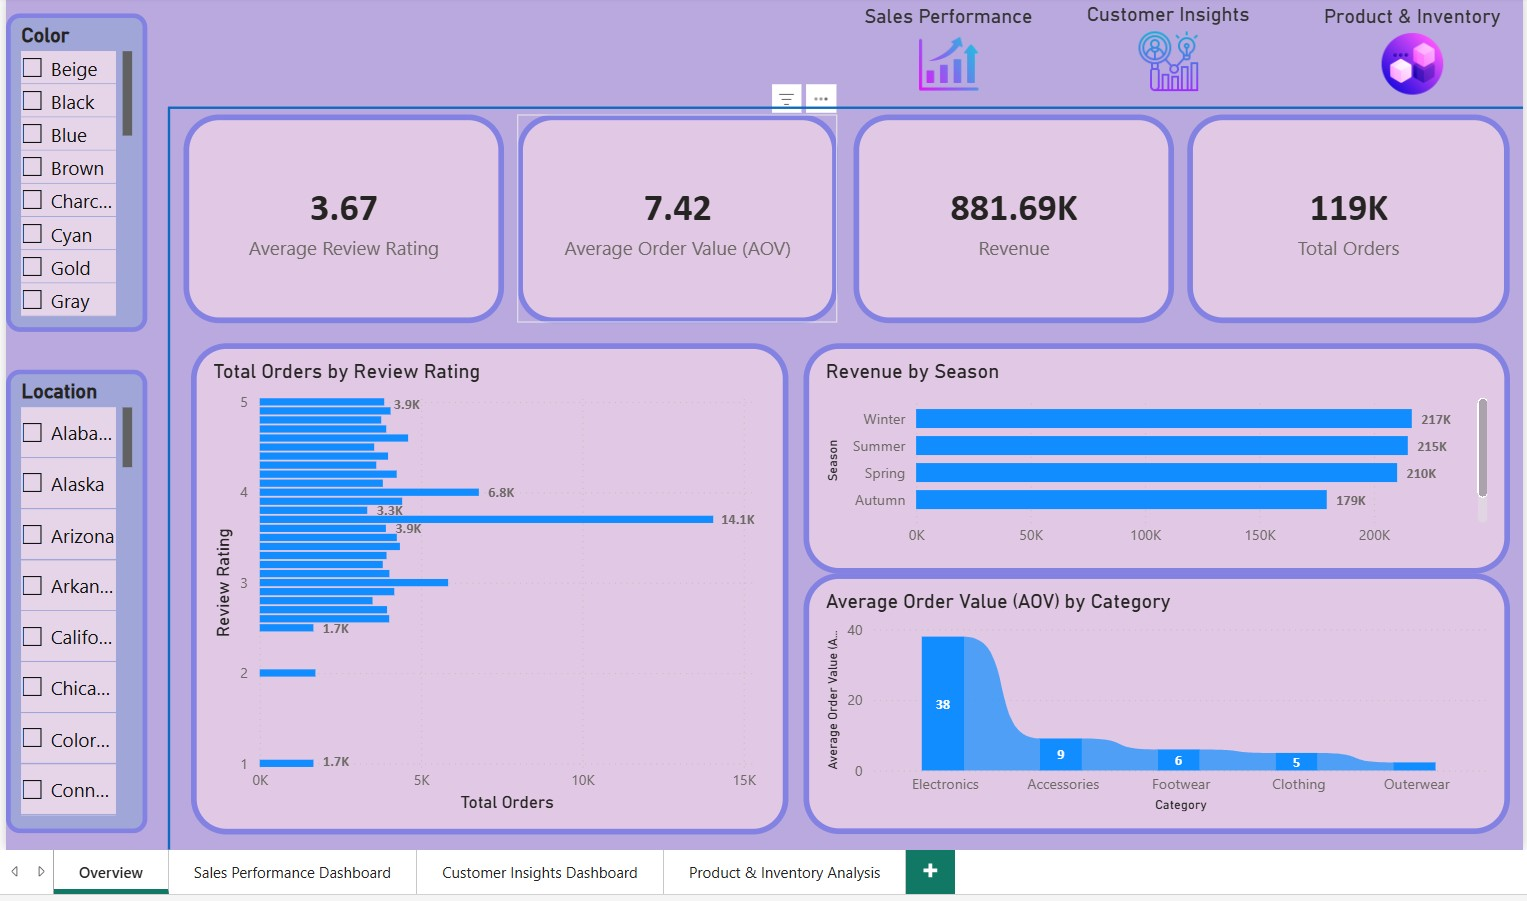 Sales Performance
Customer Insights
Product & Inventory
Color
Beige
Black
Blue
Brown
Charc...
Cyan
Gold
Gray
Location
Alaba...
Alaska
Arizona
Arkan...
Califo...
Chica...
Color...
Conn...
3.67
Average Review Rating
7.42
Average Order Value (AOV)
881.69K
Revenue
119K
Total Orders
Total Orders by Review Rating
Review Rating
5
4
3
2
1
3.9K
6.8K
3.3K
14.1K
3.9K
1.7K
1.7K
0K
5K
10K
15K
Total Orders
Revenue by Season
Season
Winter
217K
Summer
215K
Spring
210K
Autumn
179K
0K
50K
100K
150K
200K
Average Order Value (AOV) by Category
Average Order Value (A...
40
20
0
38
9
6
5
Electronics
Accessories
Footwear
Clothing
Outerwear
Category
Overview
Sales Performance Dashboard
Customer Insights Dashboard
Product & Inventory Analysis
+